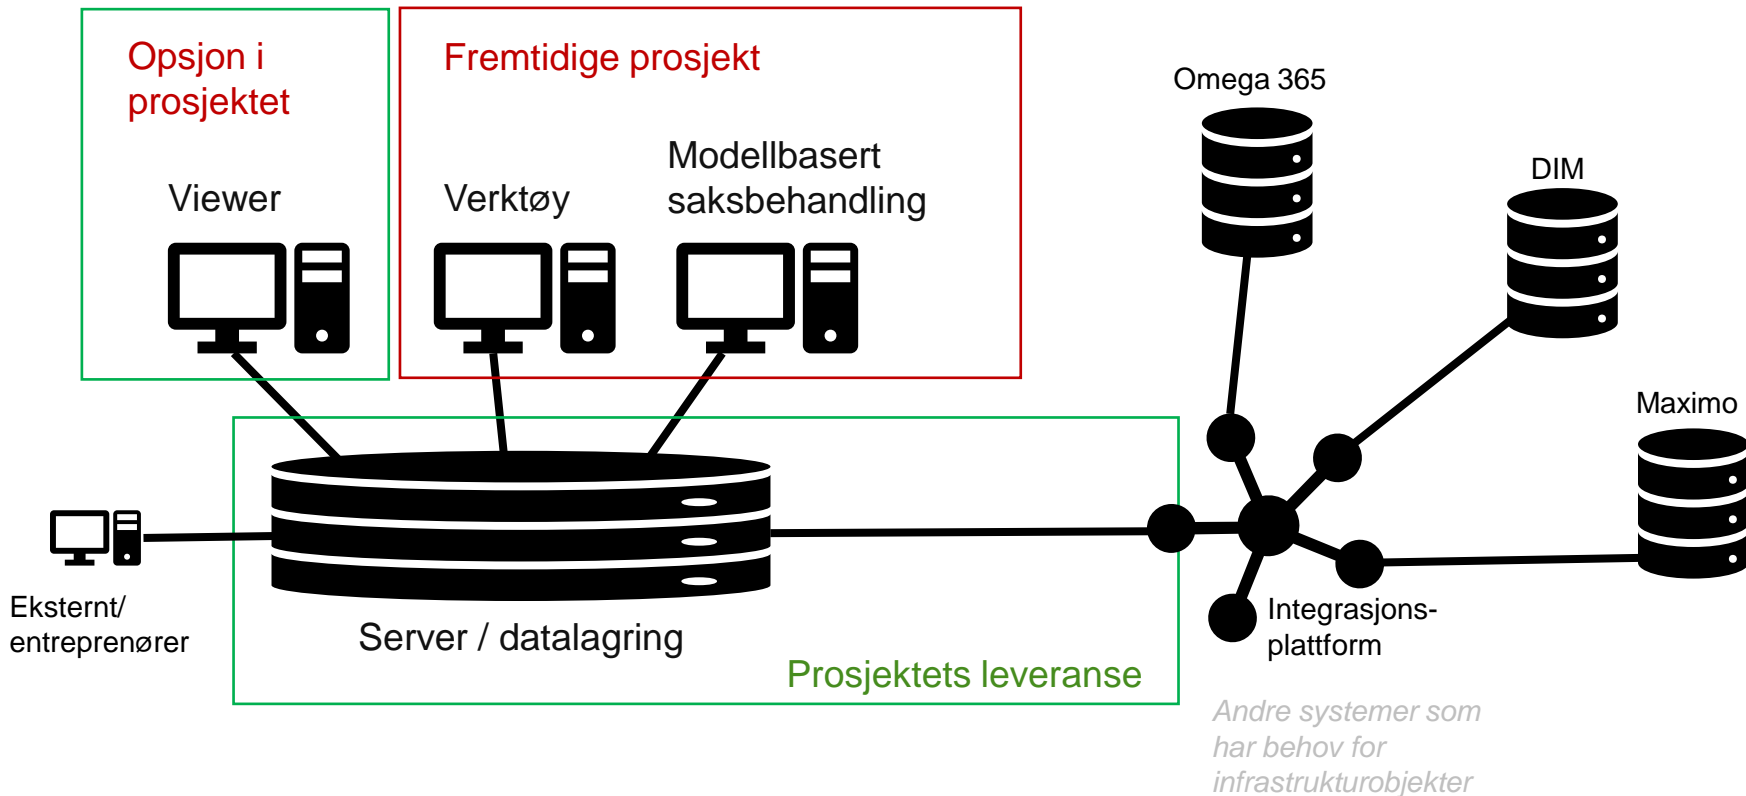 Opsjon i
prosjektet
Viewer
Fremtidige prosjekt
Verktøy
Modellbasert
saksbehandling
Omega 365
DIM
Maximo
Eksternt/
entreprenører
Server / datalagring
Prosjektets leveranse
Integrasjons-
plattform
Andre systemer som
har behov for
infrastrukturobjekter